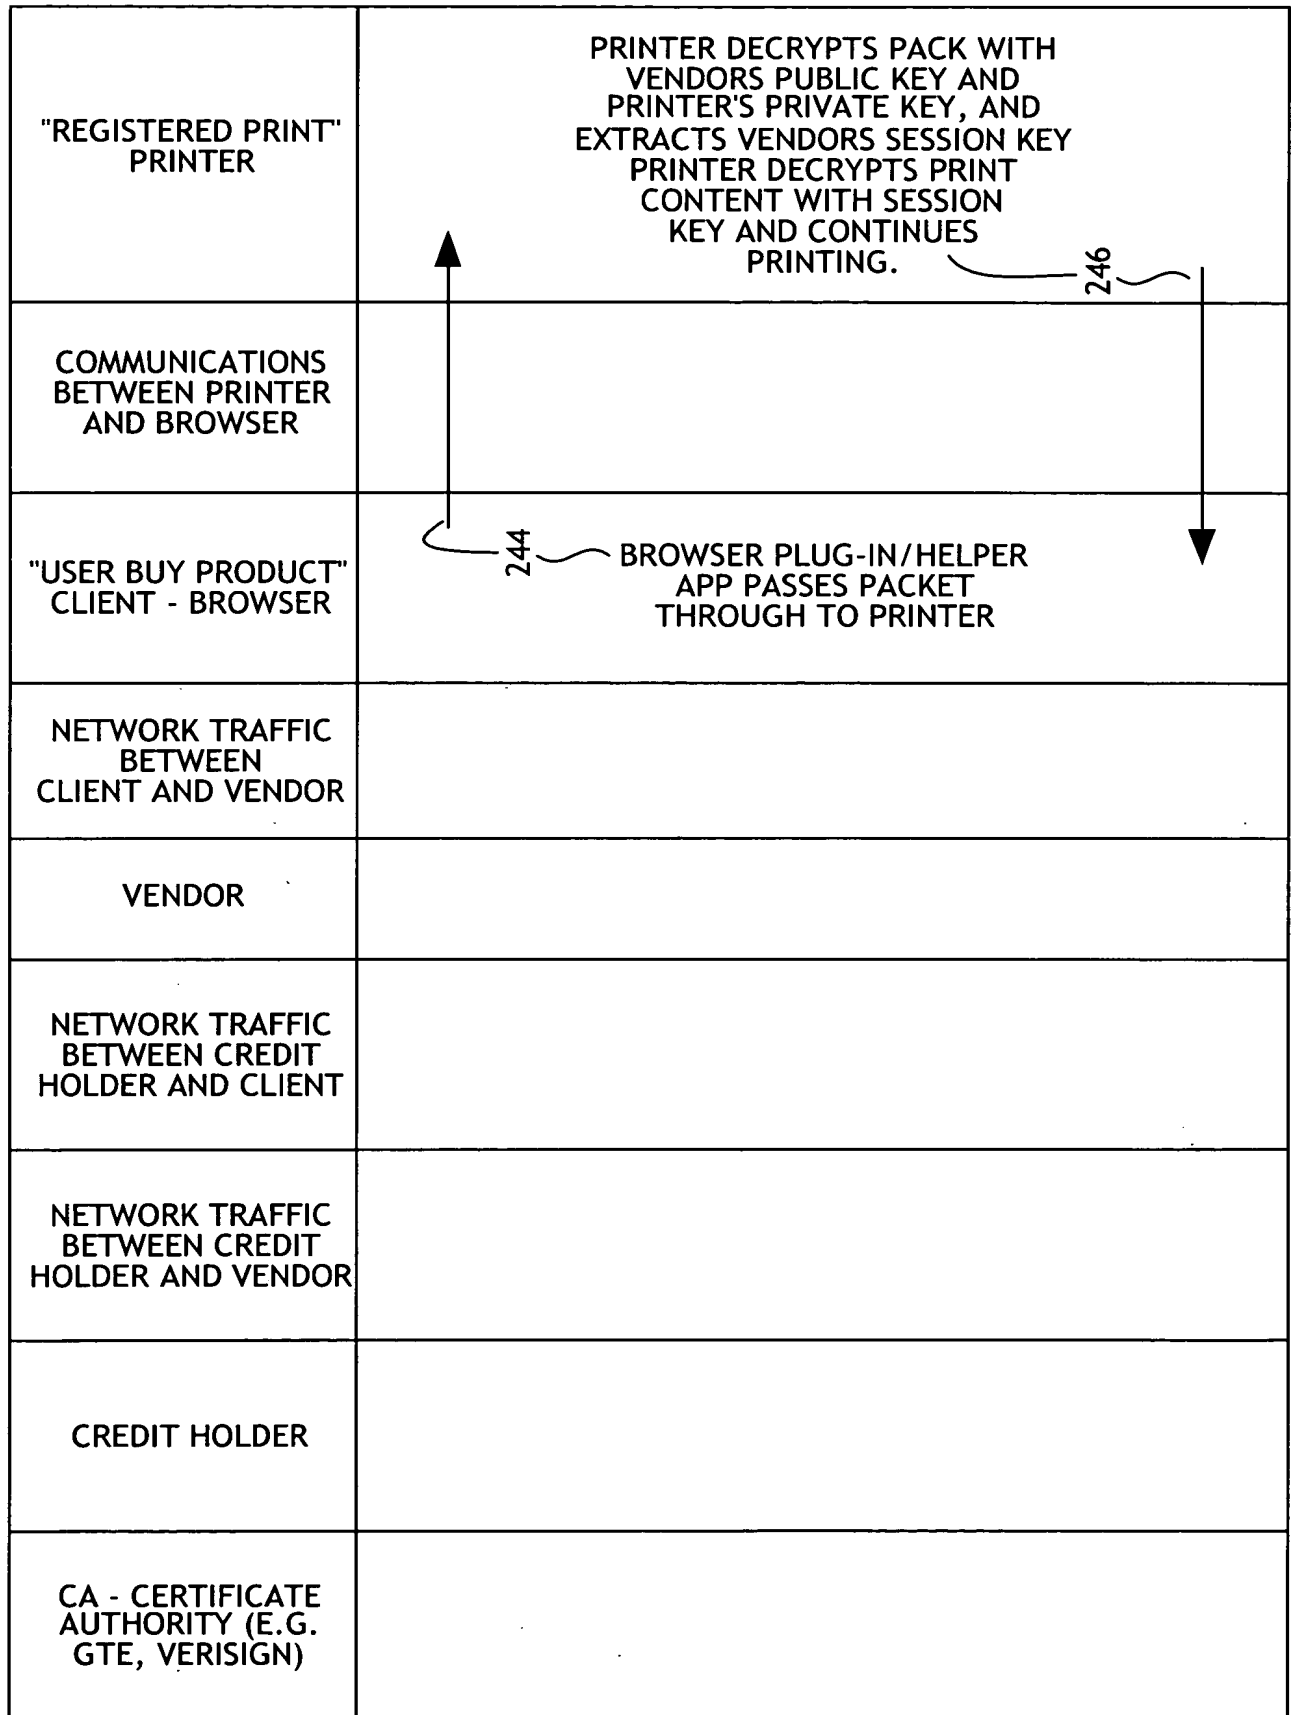 "REGISTERED PRINT"
PRINTER
PRINTER DECRYPTS PACK WITH
VENDORS PUBLIC KEY AND
PRINTER'S PRIVATE KEY, AND
EXTRACTS VENDORS SESSION KEY
PRINTER DECRYPTS PRINT
CONTENT WITH SESSION
KEY AND CONTINUES
PRINTING.
246
COMMUNICATIONS
BETWEEN PRINTER
AND BROWSER
"USER BUY PRODUCT"
CLIENT - BROWSER
244
BROWSER PLUG-IN/HELPER
APP PASSES PACKET
THROUGH TO PRINTER
NETWORK TRAFFIC
BETWEEN
CLIENT AND VENDOR
VENDOR
NETWORK TRAFFIC
BETWEEN CREDIT
HOLDER AND CLIENT
NETWORK TRAFFIC
BETWEEN CREDIT
HOLDER AND VENDOR
CREDIT HOLDER
CA - CERTIFICATE
AUTHORITY (E.G.
GTE, VERISIGN)